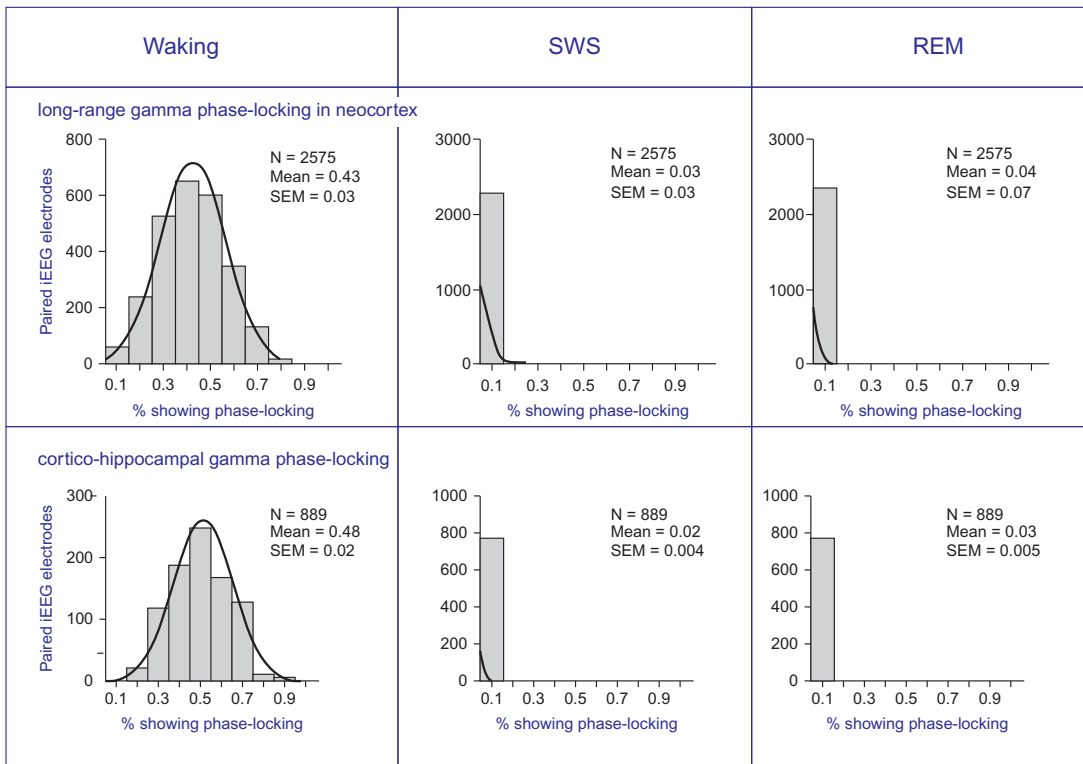 Waking
SWS
REM
long-range gamma phase-locking in neocortex
Paired iEEG electrodes
800
600
400
200
0
N = 2575
Mean = 0.43
SEM = 0.03
0.1 0.3 0.5 0.7 0.9
% showing phase-locking
3000
2000
1000
0
N = 2575
Mean = 0.03
SEM = 0.03
0.1 0.3 0.5 0.7 0.9
% showing phase-locking
3000
2000
1000
0
N = 2575
Mean = 0.04
SEM = 0.07
0.1 0.3 0.5 0.7 0.9
% showing phase-locking
cortico-hippocampal gamma phase-locking
Paired iEEG electrodes
300
200
100
0
N = 889
Mean = 0.48
SEM = 0.02
0.1 0.3 0.5 0.7 0.9
% showing phase-locking
1000
800
600
400
200
0
N = 889
Mean = 0.02
SEM = 0.004
0.1 0.3 0.5 0.7 0.9
% showing phase-locking
1000
800
600
400
200
0
N = 889
Mean = 0.03
SEM = 0.005
0.1 0.3 0.5 0.7 0.9
% showing phase-locking